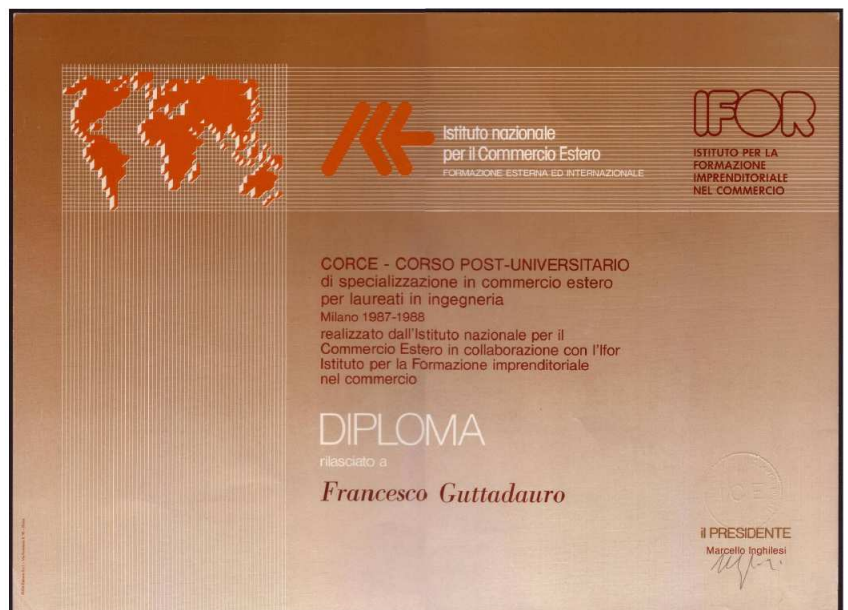 Istituto nazionale
per il Commercio Estero
FORMAZIONE ESTERNA ED INTERNAZIONALE
IFOR
ISTITUTO PER LA
FORMAZIONE
IMPRENDITORIALE
NEL COMMERCIO
CORCE - CORSO POST-UNIVERSITARIO
di specializzazione in commercio estero
per laureati in ingegneria
Milano 1987-1988
realizzato dall'Istituto nazionale per il
Commercio Estero in collaborazione con l'Ifor
Istituto per la Formazione imprenditoriale
nel commercio
DIPLOMA
rilasciato a
Francesco Guttadauro
ICE
il PRESIDENTE
Marcello Inghilesi